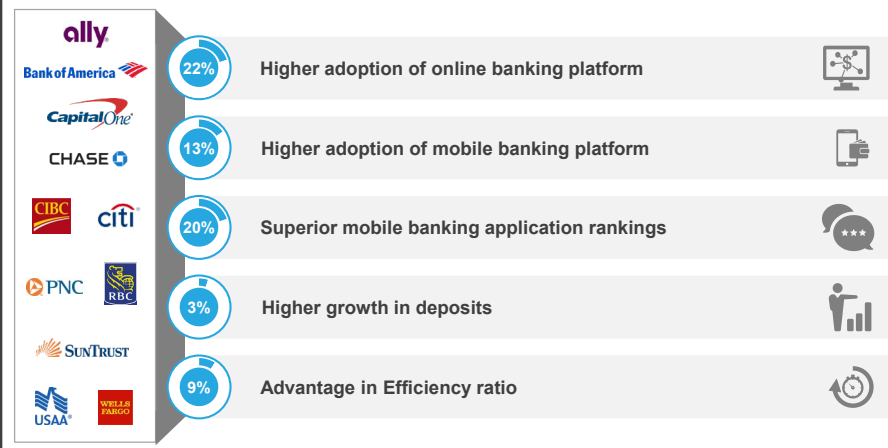 ally
Bank of America
Capital One
CHASE
CIBC
citi
PNC
RBC
SUNTRUST
USAA®
WELLS
FARGO
22% Higher adoption of online banking platform
$
13% Higher adoption of mobile banking platform
20% Superior mobile banking application rankings
3% Higher growth in deposits
9% Advantage in Efficiency ratio